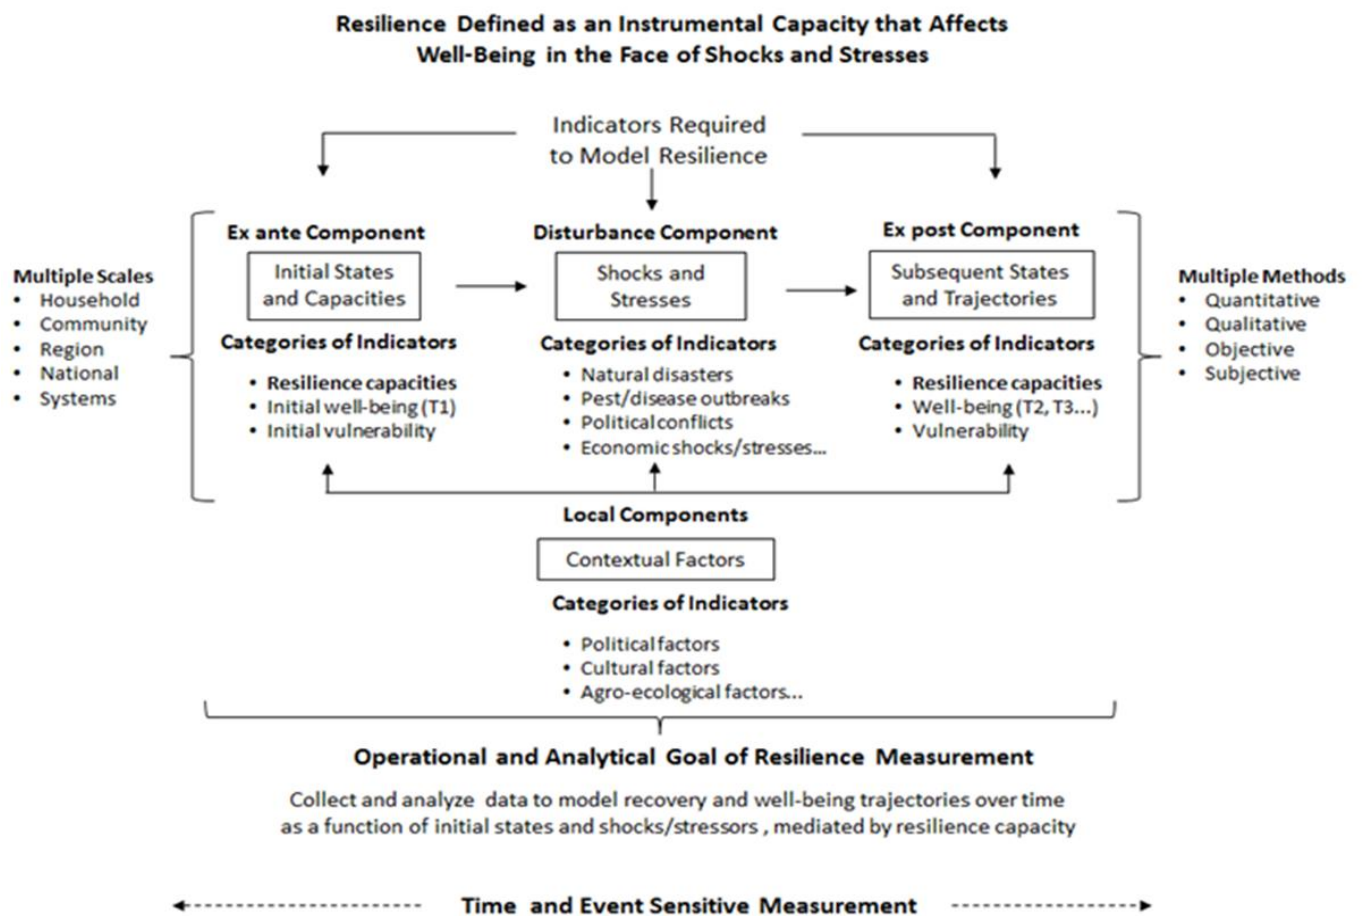 Resilience Defined as an Instrumental Capacity that Affects
Well-Being in the Face of Shocks and Stresses
Indicators Required
to Model Resilience
Multiple Scales
• Household
• Community
• Region
• National
• Systems
Ex ante Component
Initial States
and Capacities
Categories of Indicators
• Resilience capacities
• Initial well-being (T1)
• Initial vulnerability
Disturbance Component
Shocks and
Stresses
Categories of Indicators
• Natural disasters
• Pest/disease outbreaks
• Political conflicts
• Economic shocks/stresses...
Ex post Component
Subsequent States
and Trajectories
Categories of Indicators
• Resilience capacities
• Well-being (T2, T3...)
• Vulnerability
Multiple Methods
• Quantitative
• Qualitative
• Objective
• Subjective
Local Components
Contextual Factors
Categories of Indicators
• Political factors
• Cultural factors
• Agro-ecological factors...
Operational and Analytical Goal of Resilience Measurement
Collect and analyze data to model recovery and well-being trajectories over time
as a function of initial states and shocks/stressors , mediated by resilience capacity
Time and Event Sensitive Measurement